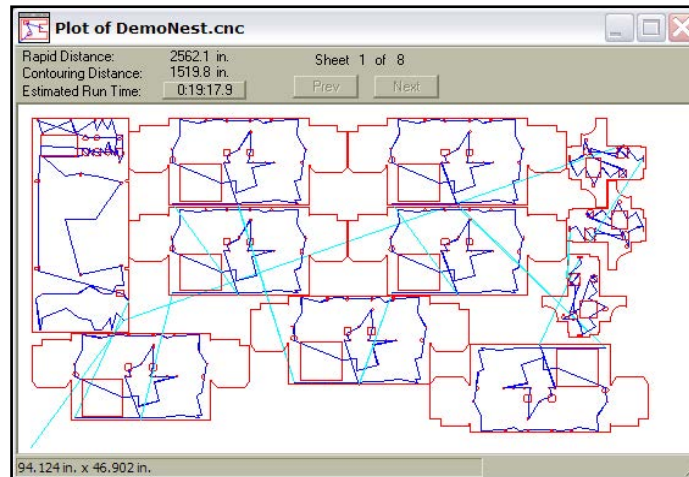 Plot of DemoNest.cnc
Rapid Distance: 2562.1 in. Sheet 1 of 8
Contouring Distance: 1519.8 in.
Estimated Run Time: 0:19:17.9 Prev Next
94.124 in. x 46.902 in.